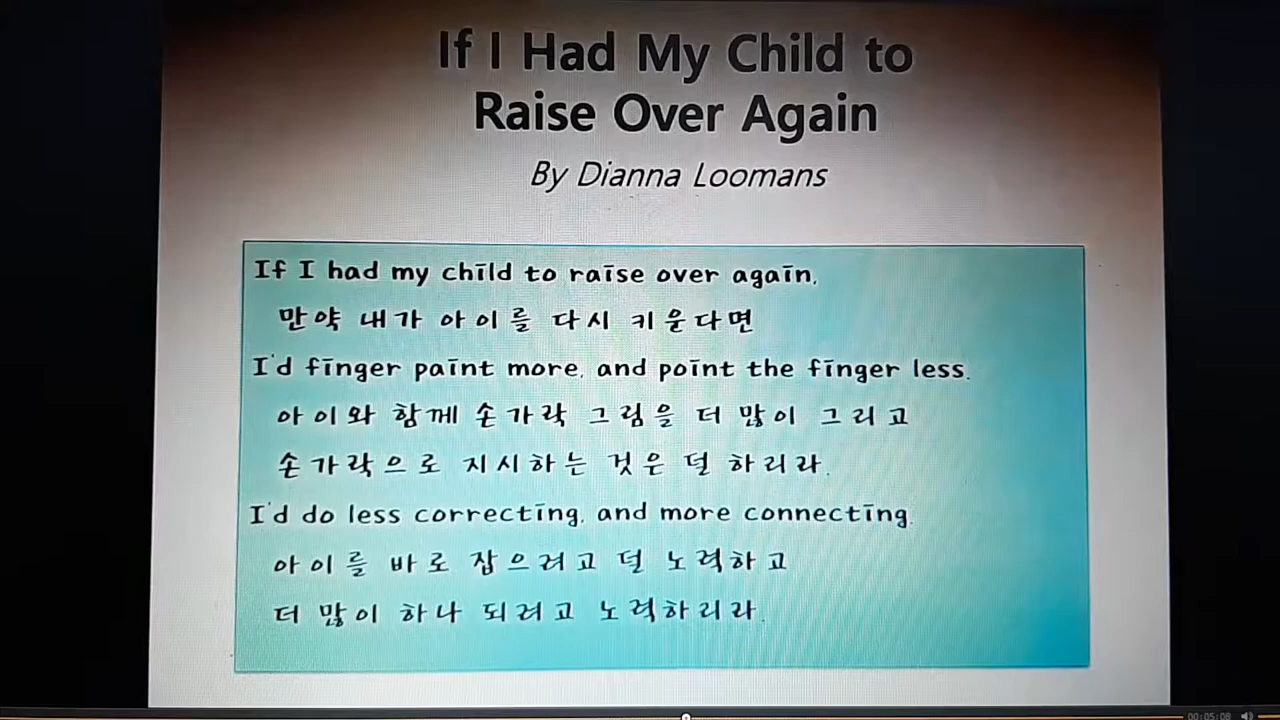 If I Had My Child to
Raise Over Again
By Dianna Loomans
If I had my child to raise over again,
만약 내가 아이를 다시 키운다면
I'd finger paint more, and point the finger less.
아이와 함께 손가락 그림을 더 많이 그리고
손가락으로 지시하는 것은 덜 하리라.
I'd do less correcting, and more connecting.
아이를 바로 잡으려고 덜 노력하고
더 많이 하나 되려고 노력하리라.
00:05:08